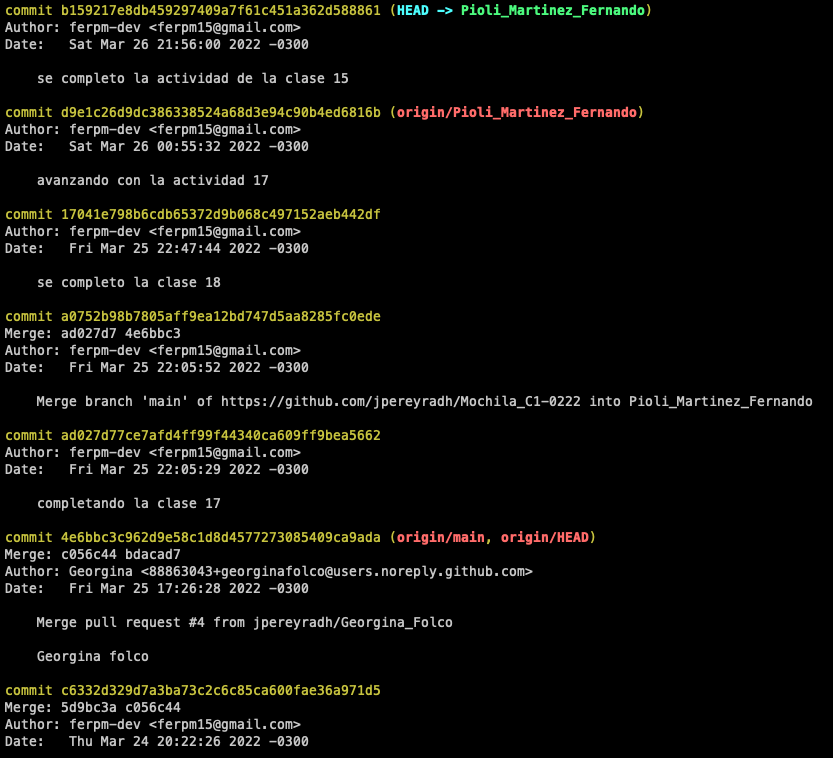 commit b159217e8db459297409a7f61c451a362d588861 (HEAD -> Pioli_Martinez_Fernando)
Author: ferpm-dev <ferpm15@gmail.com>
Date:   Sat Mar 26 21:56:00 2022 -0300
    se completo la actividad de la clase 15
commit d9e1c26d9dc386338524a68d3e94c90b4ed6816b (origin/Pioli_Martinez_Fernando)
Author: ferpm-dev <ferpm15@gmail.com>
Date:   Sat Mar 26 00:55:32 2022 -0300
    avanzando con la actividad 17
commit 17041e798b6cdb65372d9b068c497152aeb442df
Author: ferpm-dev <ferpm15@gmail.com>
Date:   Fri Mar 25 22:47:44 2022 -0300
    se completo la clase 18
commit a0752b98b7805aff9ea12bd747d5aa8285fc0ede
Merge: ad027d7 4e6bbc3
Author: ferpm-dev <ferpm15@gmail.com>
Date:   Fri Mar 25 22:05:52 2022 -0300
    Merge branch 'main' of https://github.com/jpereyradh/Mochila_C1-0222 into Pioli_Martinez_Fernando
commit ad027d77ce7afd4ff99f44340ca609ff9bea5662
Author: ferpm-dev <ferpm15@gmail.com>
Date:   Fri Mar 25 22:05:29 2022 -0300
    completando la clase 17
commit 4e6bbc3c962d9e58c1d8d4577273085409ca9ada (origin/main, origin/HEAD)
Merge: c056c44 bdacad7
Author: Georgina <88863043+georginafolco@users.noreply.github.com>
Date:   Fri Mar 25 17:26:28 2022 -0300
    Merge pull request #4 from jpereyradh/Georgina_Folco
    Georgina folco
commit c6332d329d7a3ba73c2c6c85ca600fae36a971d5
Merge: 5d9bc3a c056c44
Author: ferpm-dev <ferpm15@gmail.com>
Date:   Thu Mar 24 20:22:26 2022 -0300